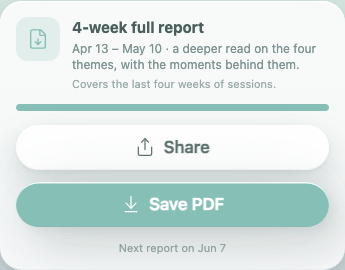 4-week full report
Apr 13 – May 10 · a deeper read on the four
themes, with the moments behind them.
Covers the last four weeks of sessions.
Share
Save PDF
Next report on Jun 7